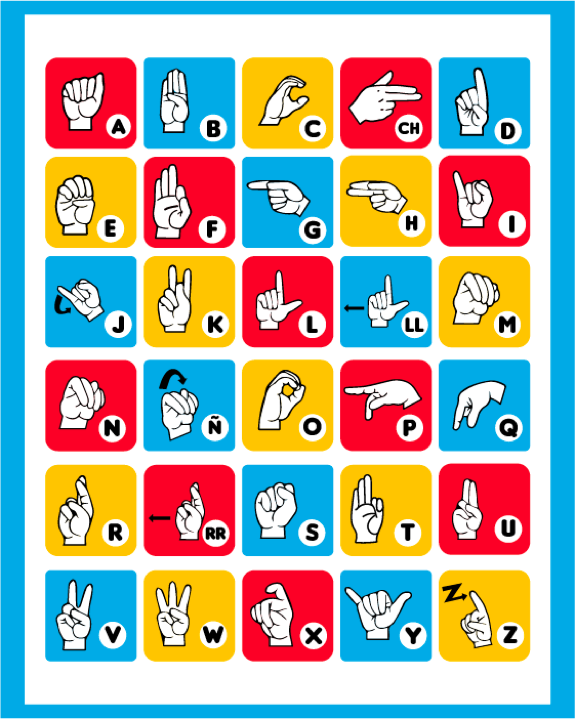 A B C CH D
E F G H I
J K L LL M
N Ñ O P Q
R RR S T U
V W X Y Z Z